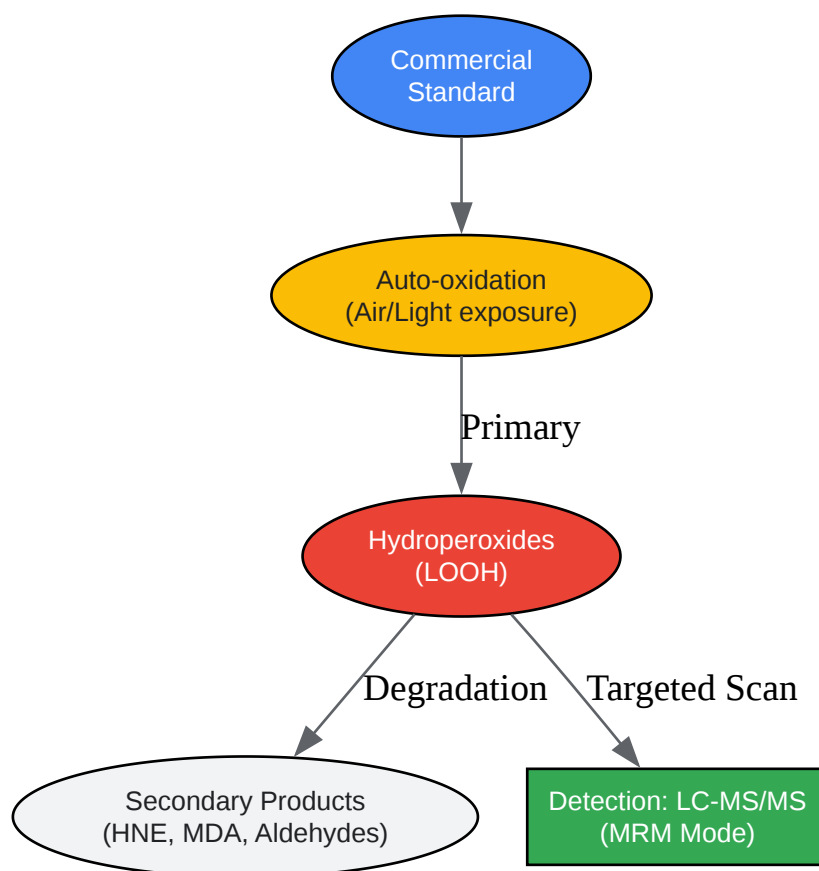 Commercial
Standard
Auto-oxidation
(Air/Light exposure)
Primary
Hydroperoxides
(LOOH)
Degradation
Targeted Scan
Secondary Products
(HNE, MDA, Aldehydes)
Detection: LC-MS/MS
(MRM Mode)